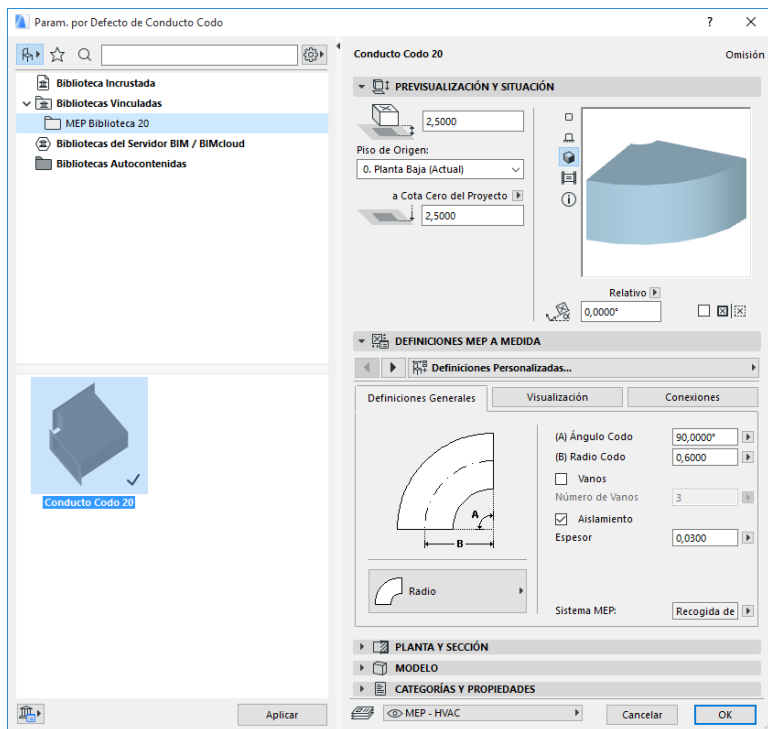 Param. por Defecto de Conducto Codo
?
Biblioteca Incrustada
Bibliotecas Vinculadas
MEP Biblioteca 20
Bibliotecas del Servidor BIM / BIMcloud
Bibliotecas Autocontenidas
Conducto Codo 20
Aplicar
Conducto Codo 20 Omisión
PREVISUALIZACIÓN Y SITUACIÓN
2,5000
Piso de Origen:
0. Planta Baja (Actual)
a Cota Cero del Proyecto
2,5000
Relativo
α 0,0000°
DEFINICIONES MEP A MEDIDA
Definiciones Personalizadas...
Definiciones Generales Visualización Conexiones
A
B
Radio
(A) Ángulo Codo 90,0000°
(B) Radio Codo 0,6000
Vanos
Número de Vanos 3
Aislamiento
Espesor 0,0300
Sistema MEP: Recogida de
PLANTA Y SECCIÓN
MODELO
CATEGORÍAS Y PROPIEDADES
MEP - HVAC
Cancelar OK